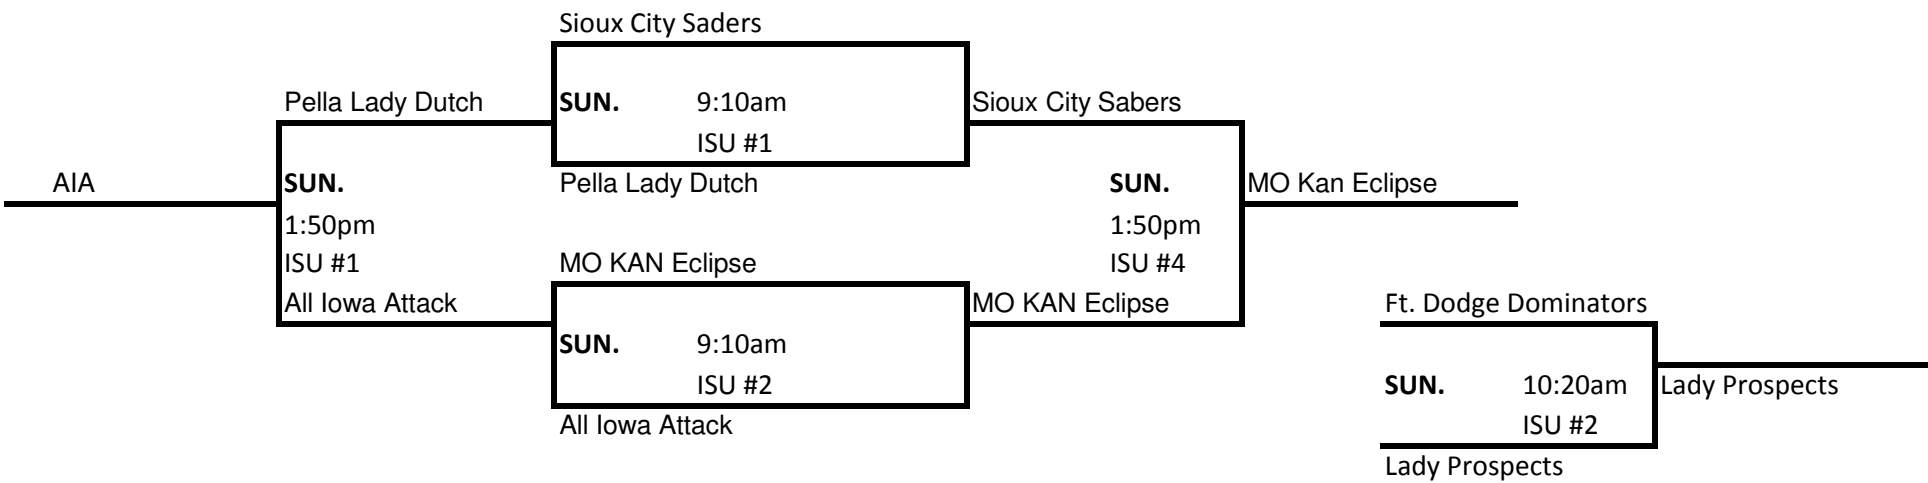 Sioux City Saders
Pella Lady Dutch
SUN. 9:10am
Sioux City Sabers
ISU #1
AIA
SUN.
Pella Lady Dutch
SUN.
MO Kan Eclipse
1:50pm
1:50pm
ISU #1
MO KAN Eclipse
ISU #4
All Iowa Attack
MO KAN Eclipse
Ft. Dodge Dominators
SUN. 9:10am
ISU #2
SUN. 10:20am
Lady Prospects
All Iowa Attack
ISU #2
Lady Prospects